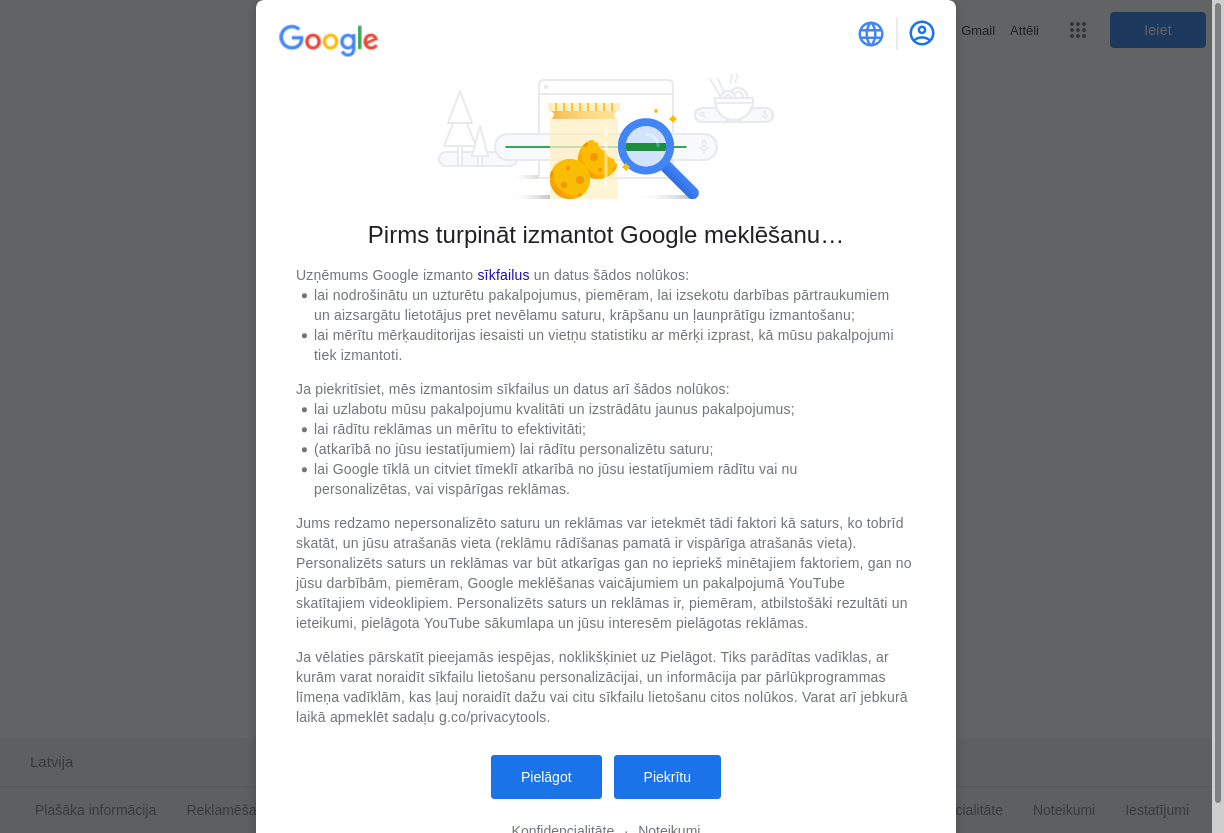 Google
Gmail
Attēli
Ieiet
Pirms turpināt izmantot Google meklēšanu…
Uzņēmums Google izmanto sīkfailus un datus šādos nolūkos:
• lai nodrošinātu un uzturētu pakalpojumus, piemēram, lai izsekotu darbības pārtraukumiem
un aizsargātu lietotājus pret nevēlamu saturu, krāpšanu un ļaunprātīgu izmantošanu;
• lai mērītu mērķauditorijas iesaisti un vietņu statistiku ar mērķi izprast, kā mūsu pakalpojumi
tiek izmantoti.
Ja piekritīsiet, mēs izmantosim sīkfailus un datus arī šādos nolūkos:
• lai uzlabotu mūsu pakalpojumu kvalitāti un izstrādātu jaunus pakalpojumus;
• lai rādītu reklāmas un mērītu to efektivitāti;
• (atkarībā no jūsu iestatījumiem) lai rādītu personalizētu saturu;
• lai Google tīklā un citviet tīmeklī atkarībā no jūsu iestatījumiem rādītu vai nu
personalizētas, vai vispārīgas reklāmas.
Jums redzamo nepersonalizēto saturu un reklāmas var ietekmēt tādi faktori kā saturs, ko tobrīd
skatāt, un jūsu atrašanās vieta (reklāmu rādīšanas pamatā ir vispārīga atrašanās vieta).
Personalizēts saturs un reklāmas var būt atkarīgas gan no iepriekš minētajiem faktoriem, gan no
jūsu darbībām, piemēram, Google meklēšanas vaicājumiem un pakalpojumā YouTube
skatītajiem videoklipiem. Personalizēts saturs un reklāmas ir, piemēram, atbilstošāki rezultāti un
ieteikumi, pielāgota YouTube sākumlapa un jūsu interesēm pielāgotas reklāmas.
Ja vēlaties pārskatīt pieejamās iespējas, noklikšķiniet uz Pielāgot. Tiks parādītas vadīklas, ar
kurām varat noraidīt sīkfailu lietošanu personalizācijai, un informācija par pārlūkprogrammas
līmeņa vadīklām, kas ļauj noraidīt dažu vai citu sīkfailu lietošanu citos nolūkos. Varat arī jebkurā
laikā apmeklēt sadaļu g.co/privacytools.
Pielāgot
Piekrītu
Latvija
Plašāka informācija
Reklamēša
cialitāte
Noteikumi
Iestatījumi
Konfidencialitāte · Noteikumi